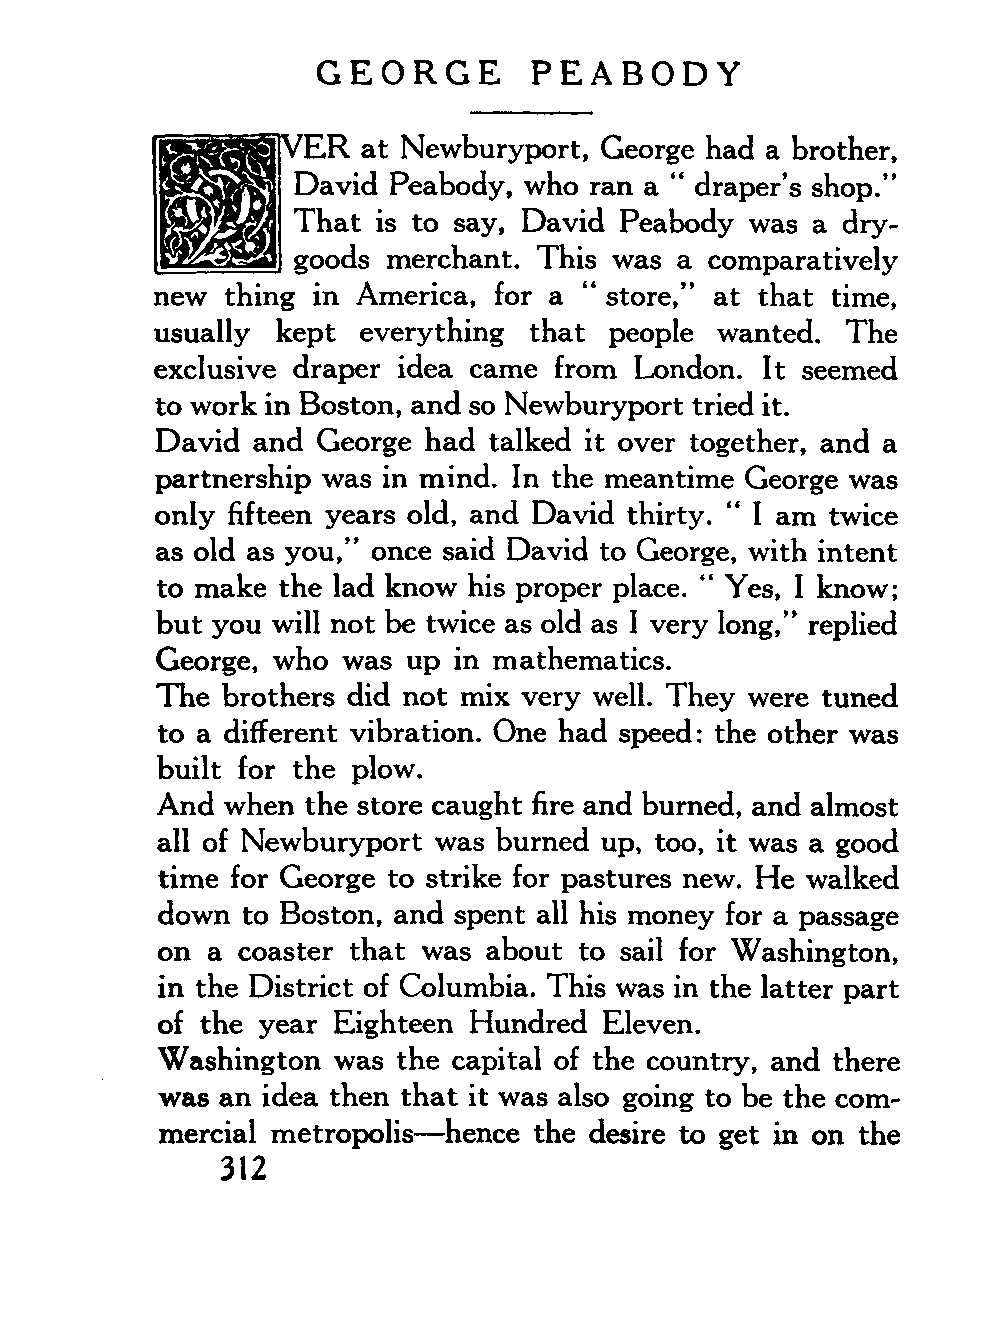 GEORGE PEABODY
OVER at Newburyport, George had a brother,
David Peabody, who ran a “ draper's shop.”
That is to say, David Peabody was a dry-
goods merchant. This was a comparatively
new thing in America, for a “ store,” at that time,
usually kept everything that people wanted. The
exclusive draper idea came from London. It seemed
to work in Boston, and so Newburyport tried it.
David and George had talked it over together, and a
partnership was in mind. In the meantime George was
only fifteen years old, and David thirty. “ I am twice
as old as you,” once said David to George, with intent
to make the lad know his proper place. “ Yes, I know;
but you will not be twice as old as I very long,” replied
George, who was up in mathematics.
The brothers did not mix very well. They were tuned
to a different vibration. One had speed: the other was
built for the plow.
And when the store caught fire and burned, and almost
all of Newburyport was burned up, too, it was a good
time for George to strike for pastures new. He walked
down to Boston, and spent all his money for a passage
on a coaster that was about to sail for Washington,
in the District of Columbia. This was in the latter part
of the year Eighteen Hundred Eleven.
Washington was the capital of the country, and there
was an idea then that it was also going to be the com-
mercial metropolis—hence the desire to get in on the
312